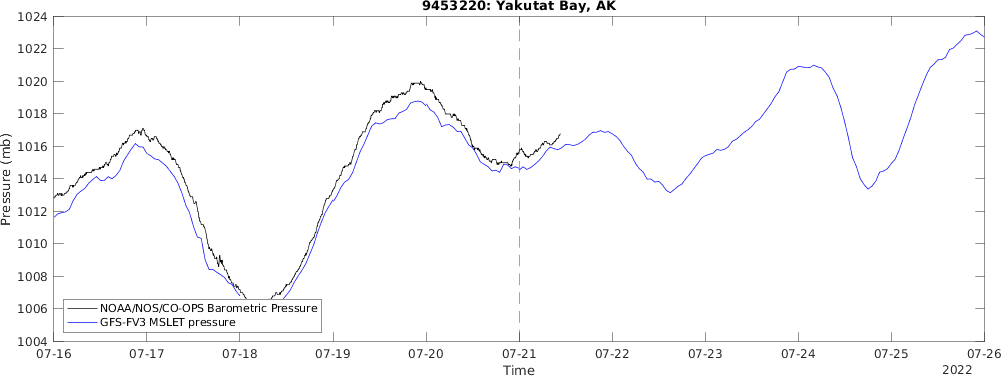 9453220: Yakutat Bay, AK
1024
1022
1020
1018
1016
1014
1012
1010
1008
1006
1004
Pressure (mb)
NOAA/NOS/CO-OPS Barometric Pressure
GFS-FV3 MSLET pressure
07-16 07-17 07-18 07-19 07-20 07-21 07-22 07-23 07-24 07-25 07-26
Time
2022